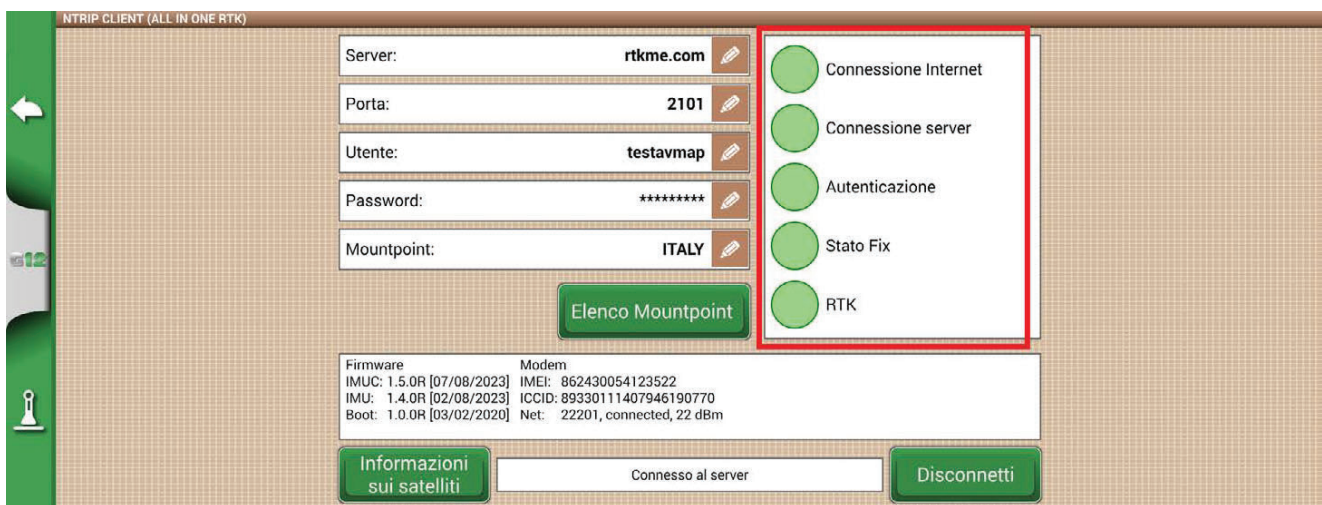 NTRIP CLIENT (ALL IN ONE RTK)
Server: rtkme.com
Porta: 2101
Utente: testavmap
Password: *********
Mountpoint: ITALY
Elenco Mountpoint
Connessione Internet
Connessione server
Autenticazione
Stato Fix
RTK
G12
Firmware Modem
IMUC: 1.5.0R [07/08/2023] IMEI: 862430054123522
IMU: 1.4.0R [02/08/2023] ICCID: 89330111407946190770
Boot: 1.0.0R [03/02/2020] Net: 22201, connected, 22 dBm
Informazioni
sui satelliti
Connesso al server
Disconnetti